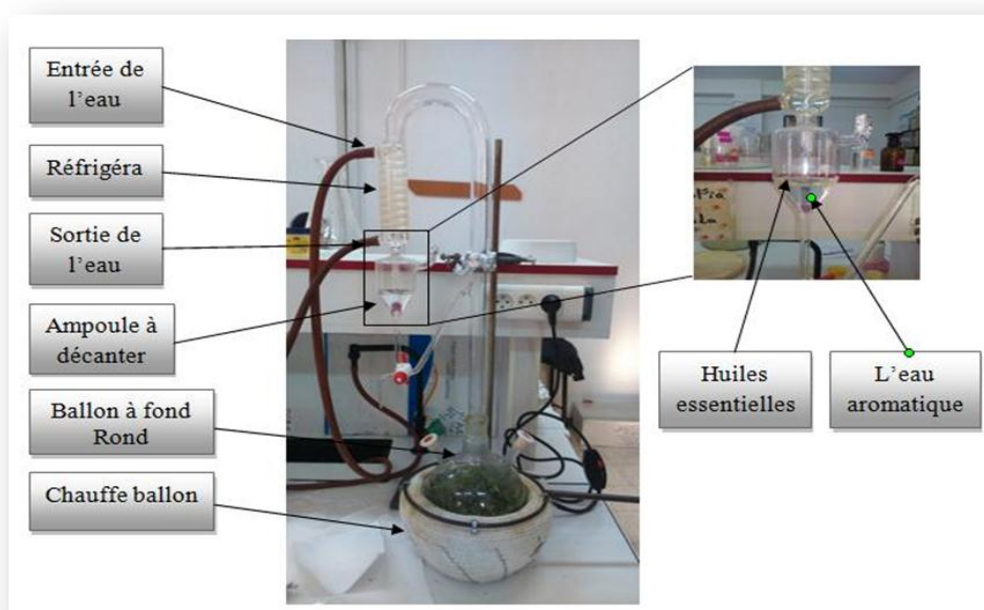 Entrée de
l'eau
Réfrigéra
Sortie de
l'eau
Ampoule à
décanter
Ballon à fond
Rond
Chauffe ballon
Huiles
essentielles
L'eau
aromatique